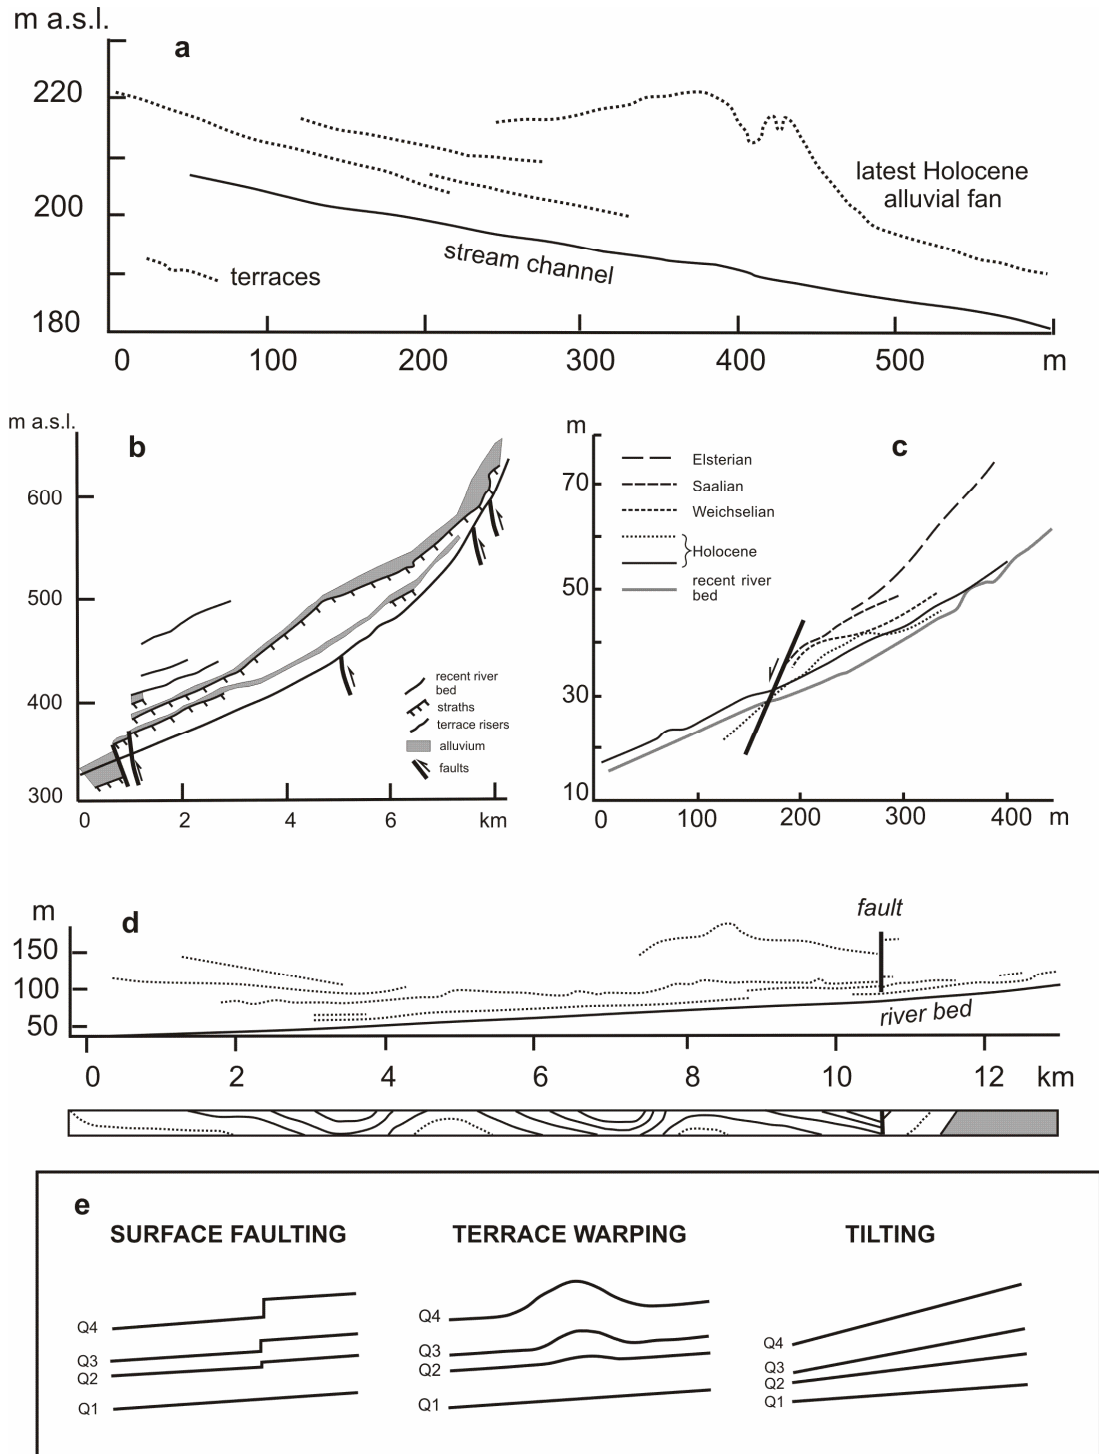 m a.s.l.
a
220
200
180
latest Holocene
alluvial fan
stream channel
terraces
0 100 200 300 400 500 m
m a.s.l.
b
600
500
400
300
recent river
bed
straths
terrace risers
alluvium
faults
0 2 4 6 km
m
c
70
50
30
10
Elsterian
Saalian
Weichselian
Holocene
recent river
bed
0 100 200 300 400 m
m
d
fault
150
100
50
river bed
0 2 4 6 8 10 12 km
e
SURFACE FAULTING
Q4
Q3
Q2
Q1
TERRACE WARPING
Q4
Q3
Q2
Q1
TILTING
Q4
Q3
Q2
Q1